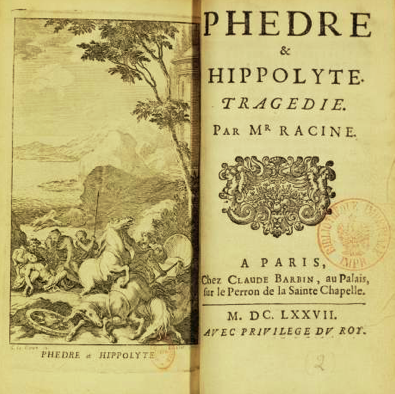 PHEDRE et HIPPOLYTE
PHEDRE
&
HIPPOLYTE.
TRAGEDIE.
PAR Mᴿ RACINE.
A PARIS,
Chez CLAUDE BARBIN, au Palais,
sur le Perron de la Sainte Chapelle.
M. DC. LXXVII.
AVEC PRIVILEGE DV ROY.
2